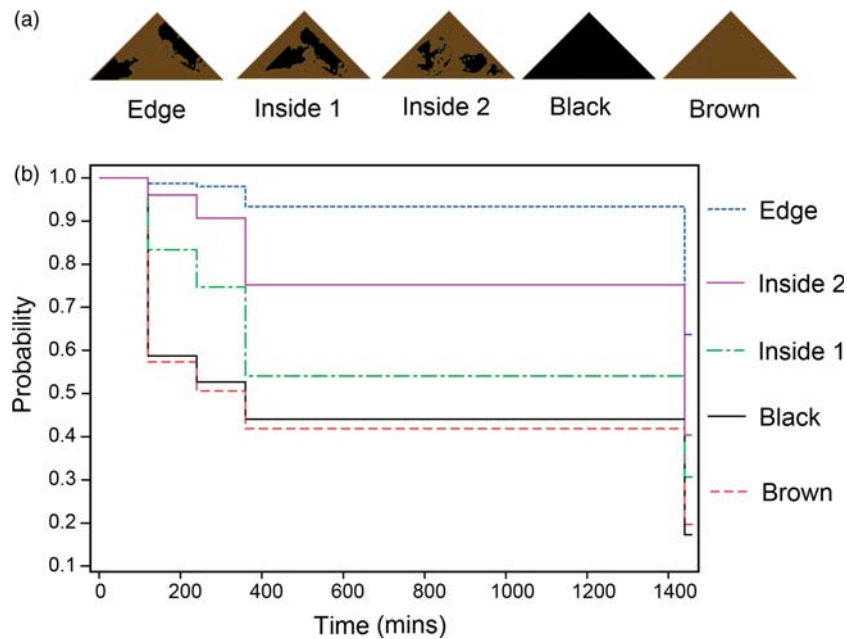 (a)
Edge Inside 1 Inside 2 Black Brown
(b)
1.0
0.9
0.8
0.7
0.6
0.5
0.4
0.3
0.2
0.1
Probability
0 200 400 600 800 1000 1200 1400
Time (mins)
Edge
Inside 2
Inside 1
Black
Brown